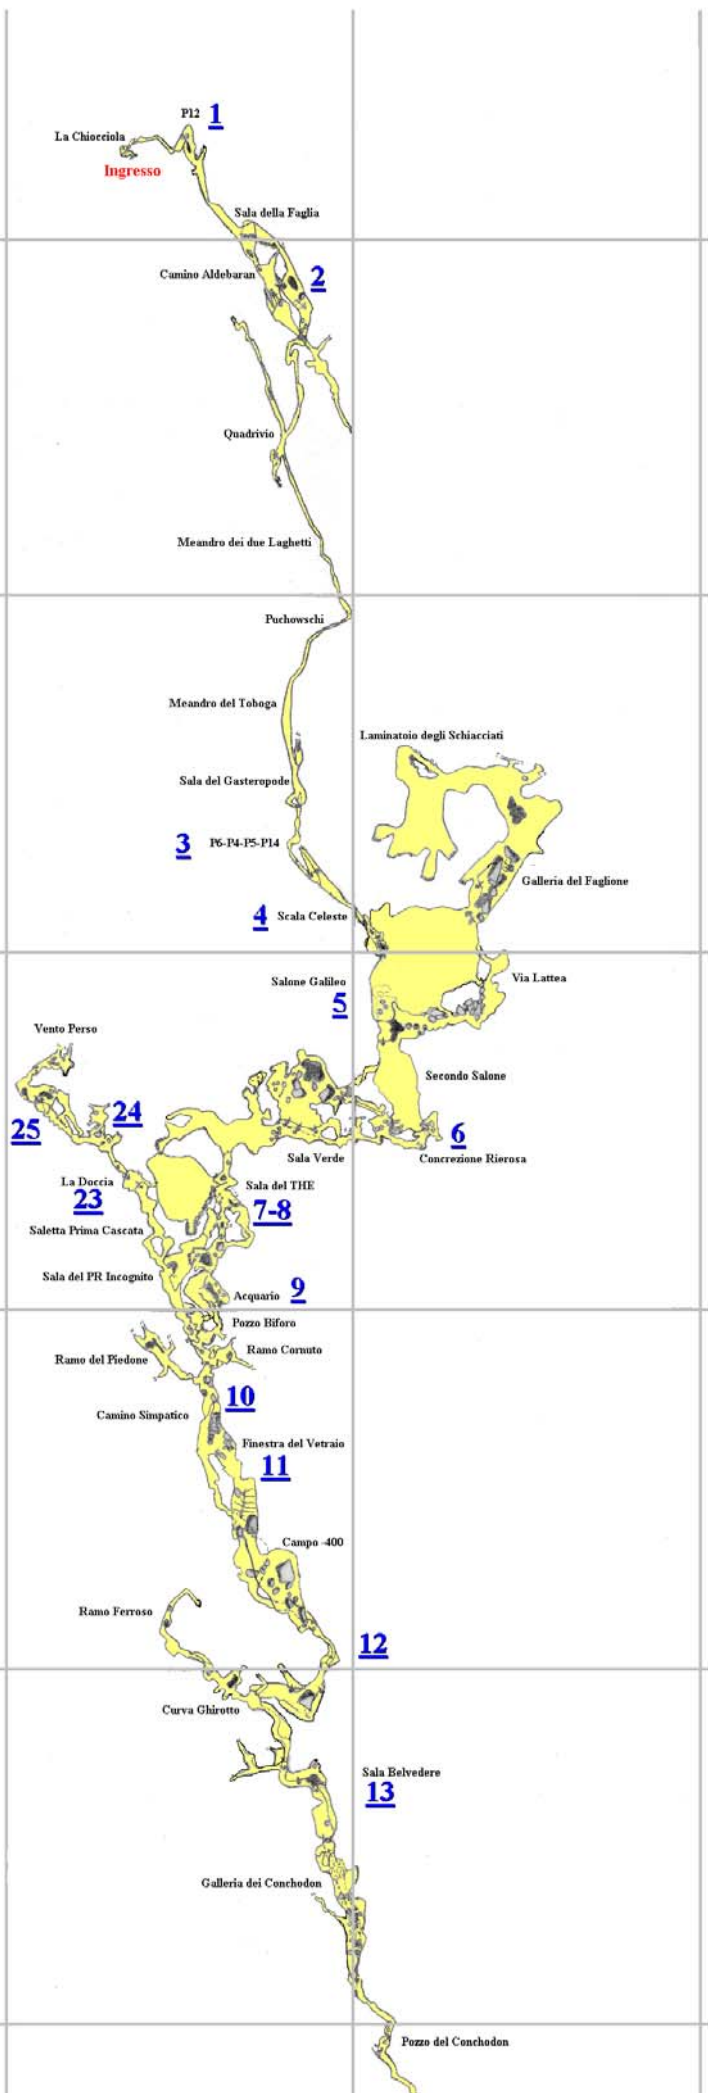 P12
1
La Chiocciola
Ingresso
Sala della Faglia
Camino Aldebaran
2
Quadrivio
Meandro dei due Laghetti
Puchowschi
Meandro del Toboga
Laminatoio degli Schiacciati
Sala del Gasteropode
3
P6-P4-P5-P14
Galleria del Faglione
4
Scala Celeste
Salone Galileo
Via Lattea
5
Vento Perso
Secondo Salone
24
25
6
Sala Verde
Concrezione Rierosa
La Doccia
Sala del THE
23
7-8
Saletta Prima Cascata
Sala del PR Incognito
Acquario
9
Pozzo Biforo
Ramo Cornuto
Ramo del Piedone
10
Camino Simpatico
Finestra del Vetraio
11
Campo -400
Ramo Ferroso
12
Curva Ghirotto
Sala Belvedere
13
Galleria dei Conchodon
Pozzo del Conchodon